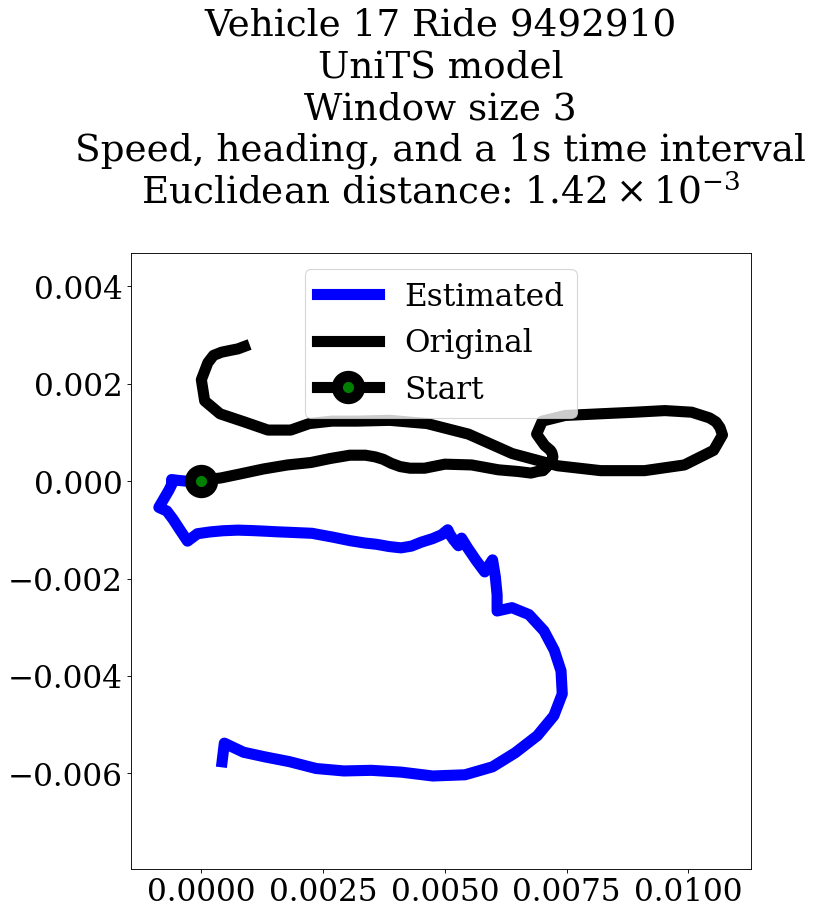 Vehicle 17 Ride 9492910
UniTS model
Window size 3
Speed, heading, and a 1s time interval
Euclidean distance: 1.42 × 10⁻³
Estimated
Original
Start
0.004
0.002
0.000
−0.002
−0.004
−0.006
0.0000 0.0025 0.0050 0.0075 0.0100